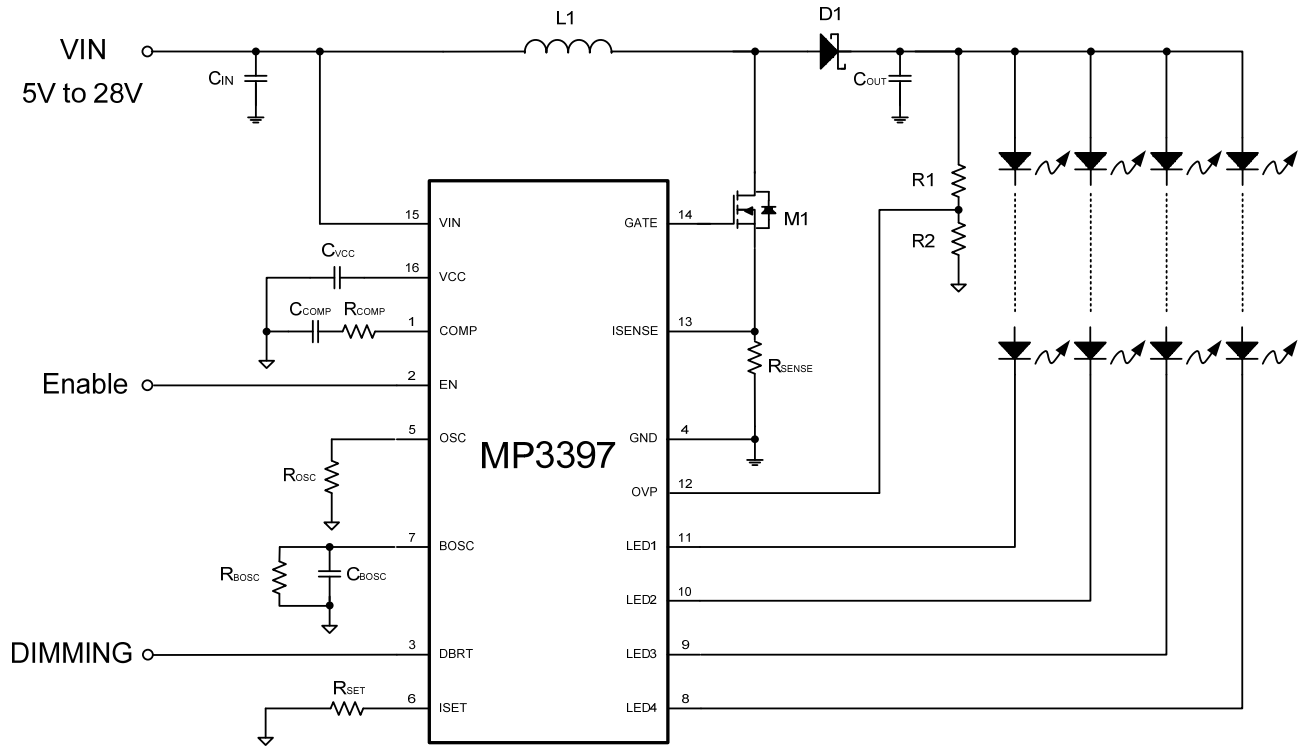 L1
D1
VIN
5V to 28V
CIN
COUT
R1
R2
M1
15
VIN
GATE
14
CVCC
16
VCC
CCOMP
RCOMP
1
COMP
ISENSE
13
RSENSE
Enable
2
EN
5
OSC
GND
4
MP3397
ROSC
OVP
12
7
BOSC
LED1
11
RBOSC
CBOSC
LED2
10
DIMMING
3
DBRT
LED3
9
RSET
6
ISET
LED4
8